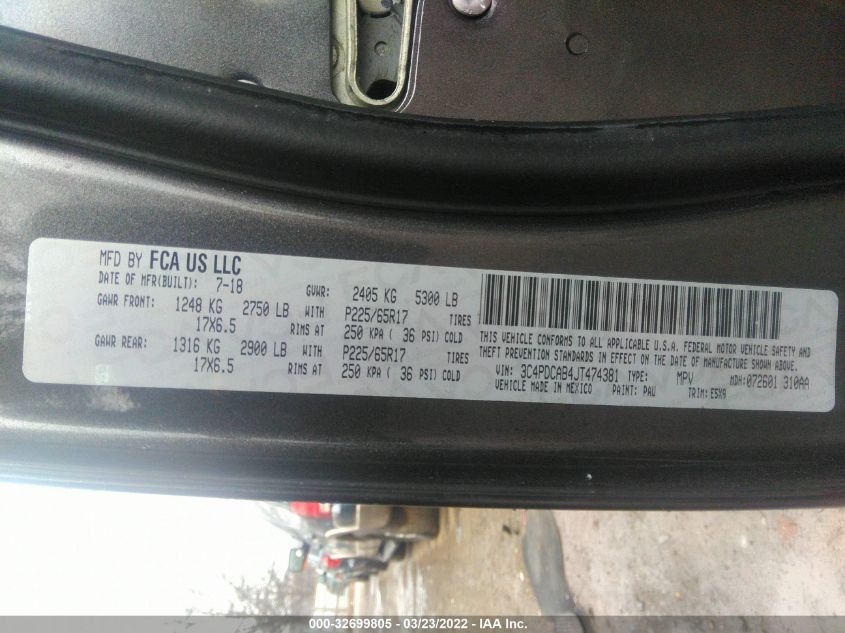 MFD BY FCA US LLC
DATE OF MFR(BUILT): 7-18 GVWR: 2405 KG 5300 LB
GAWR FRONT: 1248 KG 2750 LB WITH P225/65R17 TIRES
17X6.5 RIMS AT 250 KPA ( 36 PSI) COLD
GAWR REAR: 1316 KG 2900 LB WITH P225/65R17 TIRES
17X6.5 RIMS AT 250 KPA ( 36 PSI) COLD
THIS VEHICLE CONFORMS TO ALL APPLICABLE U.S.A. FEDERAL MOTOR VEHICLE SAFETY AND
THEFT PREVENTION STANDARDS IN EFFECT ON THE DATE OF MANUFACTURE SHOWN ABOVE.
VIN: 3C4PDCAB4JT474381 TYPE: MPV MDH:072601 310AA
VEHICLE MADE IN MEXICO PAINT: PAU TRIM: E5X9
000-32699805 - 03/23/2022 - IAA Inc.